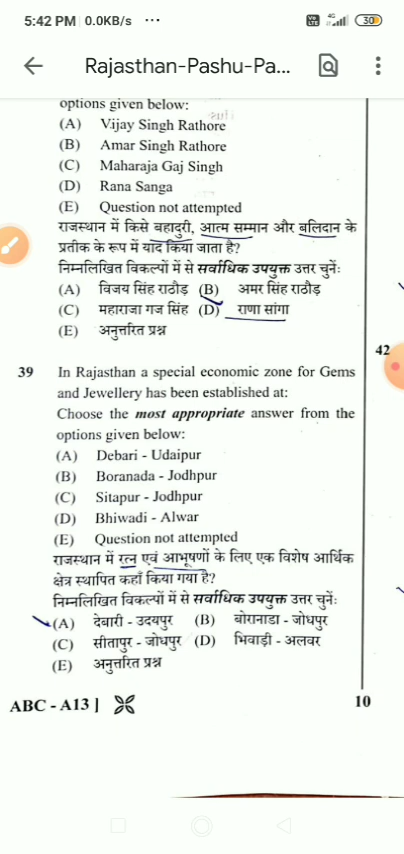 5:42 PM 0.0KB/s ...
4G
30
Rajasthan-Pashu-Pa...
options given below:
(A) Vijay Singh Rathore
(B) Amar Singh Rathore
(C) Maharaja Gaj Singh
(D) Rana Sanga
(E) Question not attempted
राजस्थान में किसे बहादुरी, आत्म सम्मान और बलिदान के
प्रतीक के रूप में याद किया जाता है?
निम्नलिखित विकल्पों में से सर्वाधिक उपयुक्त उत्तर चुनें:
(A) विजय सिंह राठौड़ (B) अमर सिंह राठौड़
(C) महाराजा गज सिंह (D) राणा सांगा
(E) अनुत्तरित प्रश्न
42
39 In Rajasthan a special economic zone for Gems
and Jewellery has been established at:
Choose the most appropriate answer from the
options given below:
(A) Debari - Udaipur
(B) Boranada - Jodhpur
(C) Sitapur - Jodhpur
(D) Bhiwadi - Alwar
(E) Question not attempted
राजस्थान में रत्न एवं आभूषणों के लिए एक विशेष आर्थिक
क्षेत्र स्थापित कहाँ किया गया है?
निम्नलिखित विकल्पों में से सर्वाधिक उपयुक्त उत्तर चुनें:
(A) देबारी - उदयपुर (B) बोरानाडा - जोधपुर
(C) सीतापुर - जोधपुर (D) भिवाड़ी - अलवर
(E) अनुत्तरित प्रश्न
ABC - A13 ] 10